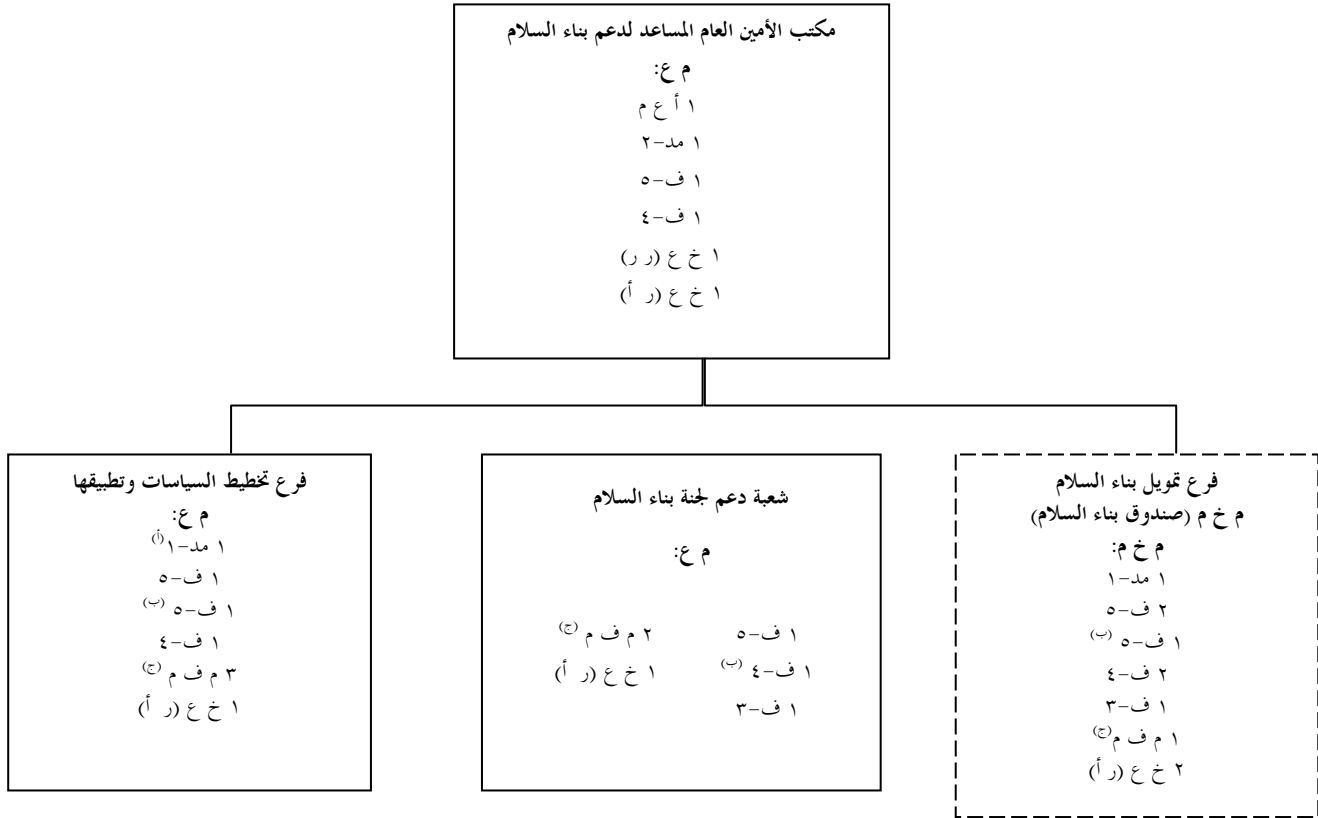 مكتب الأمين العام المساعد لدعم بناء السلام
م ع:
١ أ ع م
١ مد-٢
١ ف-٥
١ ف-٤
١ خ ع (ر ر)
١ خ ع (ر أ)
فرع تمويل بناء السلام
م خ م (صندوق بناء السلام)
م خ م:
١ مد-١
٢ ف-٥
١ ف-٥ (ب)
٢ ف-٤
١ ف-٣
١ م ف م(ج)
٢ خ ع (ر أ)
شعبة دعم لجنة بناء السلام
م ع:
١ ف-٥
١ ف-٤ (ب)
١ ف-٣
٢ م ف م (ج)
١ خ ع (ر أ)
فرع تخطيط السياسات وتطبيقها
م ع:
١ مد-١(أ)
١ ف-٥
١ ف-٥ (ب)
١ ف-٤
٣ م ف م (ج)
١ خ ع (ر أ)